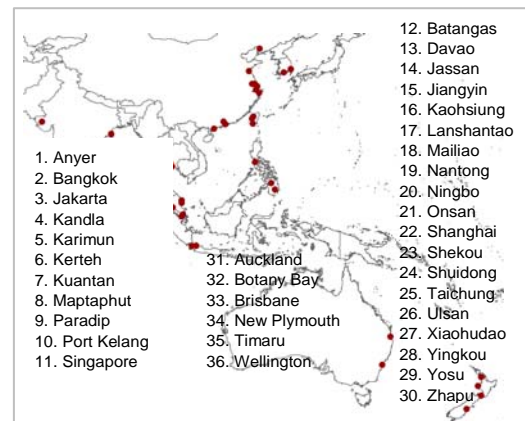 1. Anyer
2. Bangkok
3. Jakarta
4. Kandla
5. Karimun
6. Kerteh
7. Kuantan
8. Maptaphut
9. Paradip
10. Port Kelang
11. Singapore
12. Batangas
13. Davao
14. Jassan
15. Jiangyin
16. Kaohsiung
17. Lanshantao
18. Mailiao
19. Nantong
20. Ningbo
21. Onsan
22. Shanghai
23. Shekou
24. Shuidong
25. Taichung
26. Ulsan
27. Xiaohudao
28. Yingkou
29. Yosu
30. Zhapu
31. Auckland
32. Botany Bay
33. Brisbane
34. New Plymouth
35. Timaru
36. Wellington